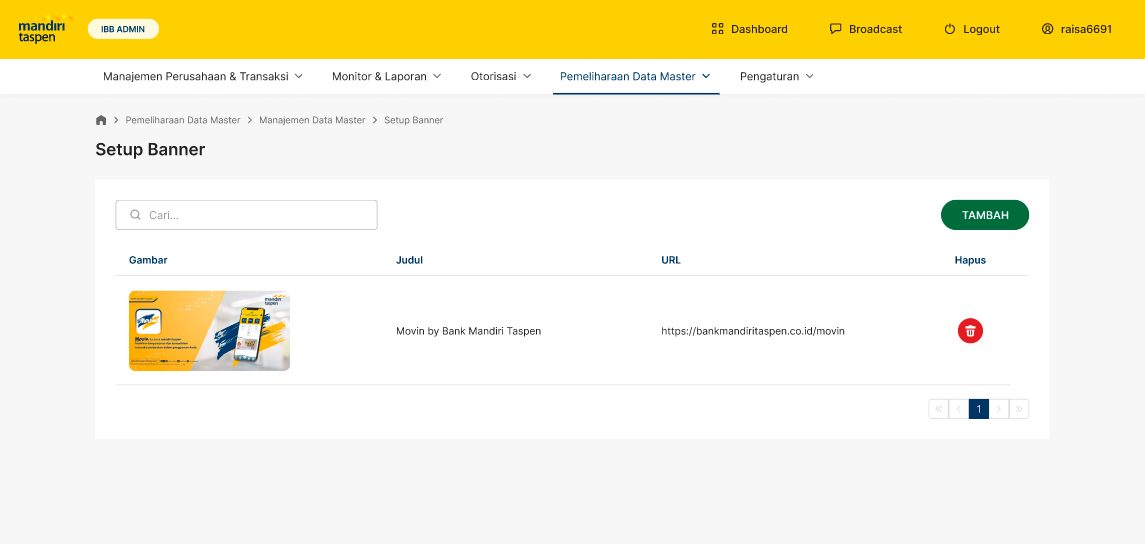 mandiri
taspen
IBB ADMIN
Dashboard
Broadcast
Logout
raisa6691
Manajemen Perusahaan & Transaksi
Monitor & Laporan
Otorisasi
Pemeliharaan Data Master
Pengaturan
Pemeliharaan Data Master > Manajemen Data Master > Setup Banner
Setup Banner
Cari...
TAMBAH
Gambar
Judul
URL
Hapus
mandiri
taspen
Movin by Bank Mandiri Taspen
https://bankmandiritaspen.co.id/movin
« < 1 > »